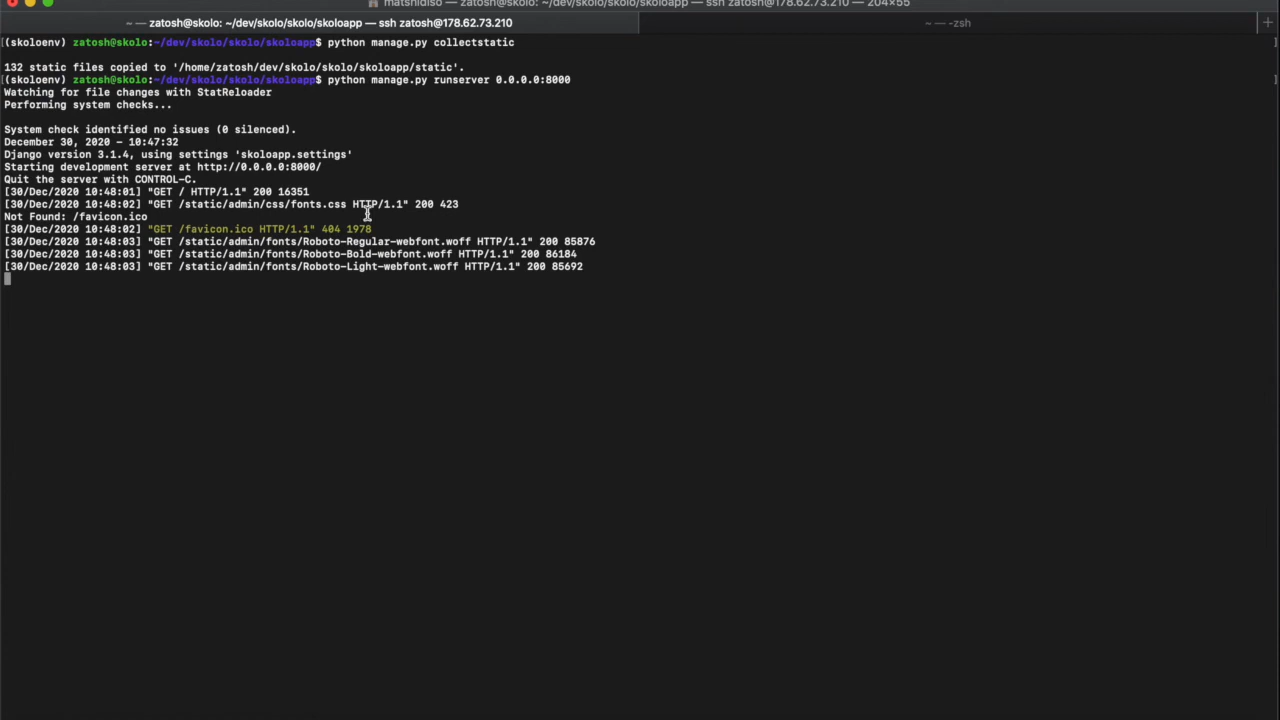 matshidiso — zatosh@skolo: ~/dev/skolo/skolo/skoloapp — ssh zatosh@178.62.73.210 — 204×55
~ — zatosh@skolo: ~/dev/skolo/skolo/skoloapp — ssh zatosh@178.62.73.210
~ — -zsh
+
[(skoloenv) zatosh@skolo:~/dev/skolo/skolo/skoloapp$ python manage.py collectstatic ]
132 static files copied to '/home/zatosh/dev/skolo/skolo/skoloapp/static'.
[(skoloenv) zatosh@skolo:~/dev/skolo/skolo/skoloapp$ python manage.py runserver 0.0.0.0:8000 ]
Watching for file changes with StatReloader
Performing system checks...
System check identified no issues (0 silenced).
December 30, 2020 - 10:47:32
Django version 3.1.4, using settings 'skoloapp.settings'
Starting development server at http://0.0.0.0:8000/
Quit the server with CONTROL-C.
[30/Dec/2020 10:48:01] "GET / HTTP/1.1" 200 16351
[30/Dec/2020 10:48:02] "GET /static/admin/css/fonts.css HTTP/1.1" 200 423
Not Found: /favicon.ico
[30/Dec/2020 10:48:02] "GET /favicon.ico HTTP/1.1" 404 1978
[30/Dec/2020 10:48:03] "GET /static/admin/fonts/Roboto-Regular-webfont.woff HTTP/1.1" 200 85876
[30/Dec/2020 10:48:03] "GET /static/admin/fonts/Roboto-Bold-webfont.woff HTTP/1.1" 200 86184
[30/Dec/2020 10:48:03] "GET /static/admin/fonts/Roboto-Light-webfont.woff HTTP/1.1" 200 85692